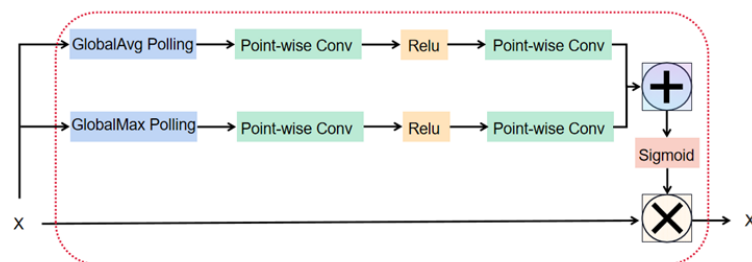 GlobalAvg Polling
Point-wise Conv
Relu
Point-wise Conv
GlobalMax Polling
Point-wise Conv
Relu
Point-wise Conv
Sigmoid
X
X